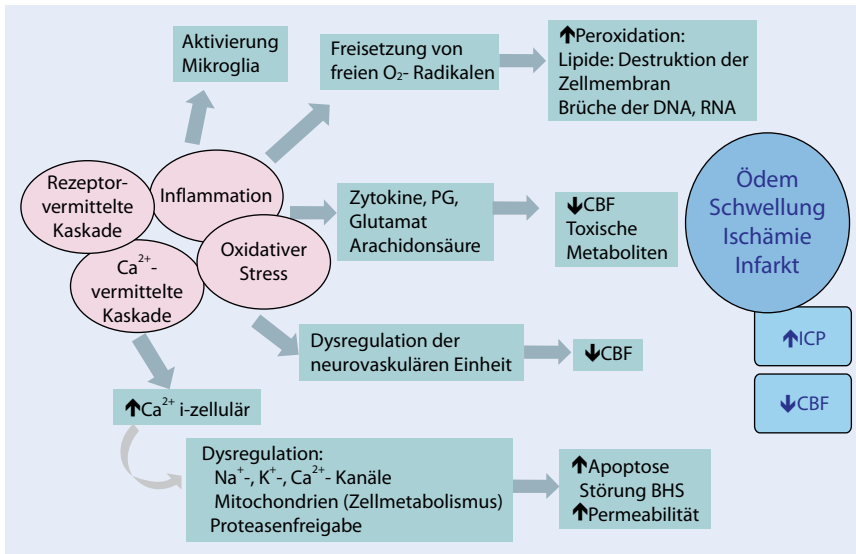 Aktivierung
Mikroglia
Freisetzung von
freien O₂- Radikalen
↑Peroxidation:
Lipide: Destruktion der
Zellmembran
Brüche der DNA, RNA
Rezeptor-
vermittelte
Kaskade
Inflammation
Ca²⁺-
vermittelte
Kaskade
Oxidativer
Stress
Zytokine, PG,
Glutamat
Arachidonsäure
↓CBF
Toxische
Metaboliten
Ödem
Schwellung
Ischämie
Infarkt
↑ICP
↓CBF
Dysregulation der
neurovaskulären Einheit
↓CBF
↑Ca²⁺ i-zellulär
Dysregulation:
Na⁺-, K⁺-, Ca²⁺- Kanäle
Mitochondrien (Zellmetabolismus)
Proteasenfreigabe
↑Apoptose
Störung BHS
↑Permeabilität